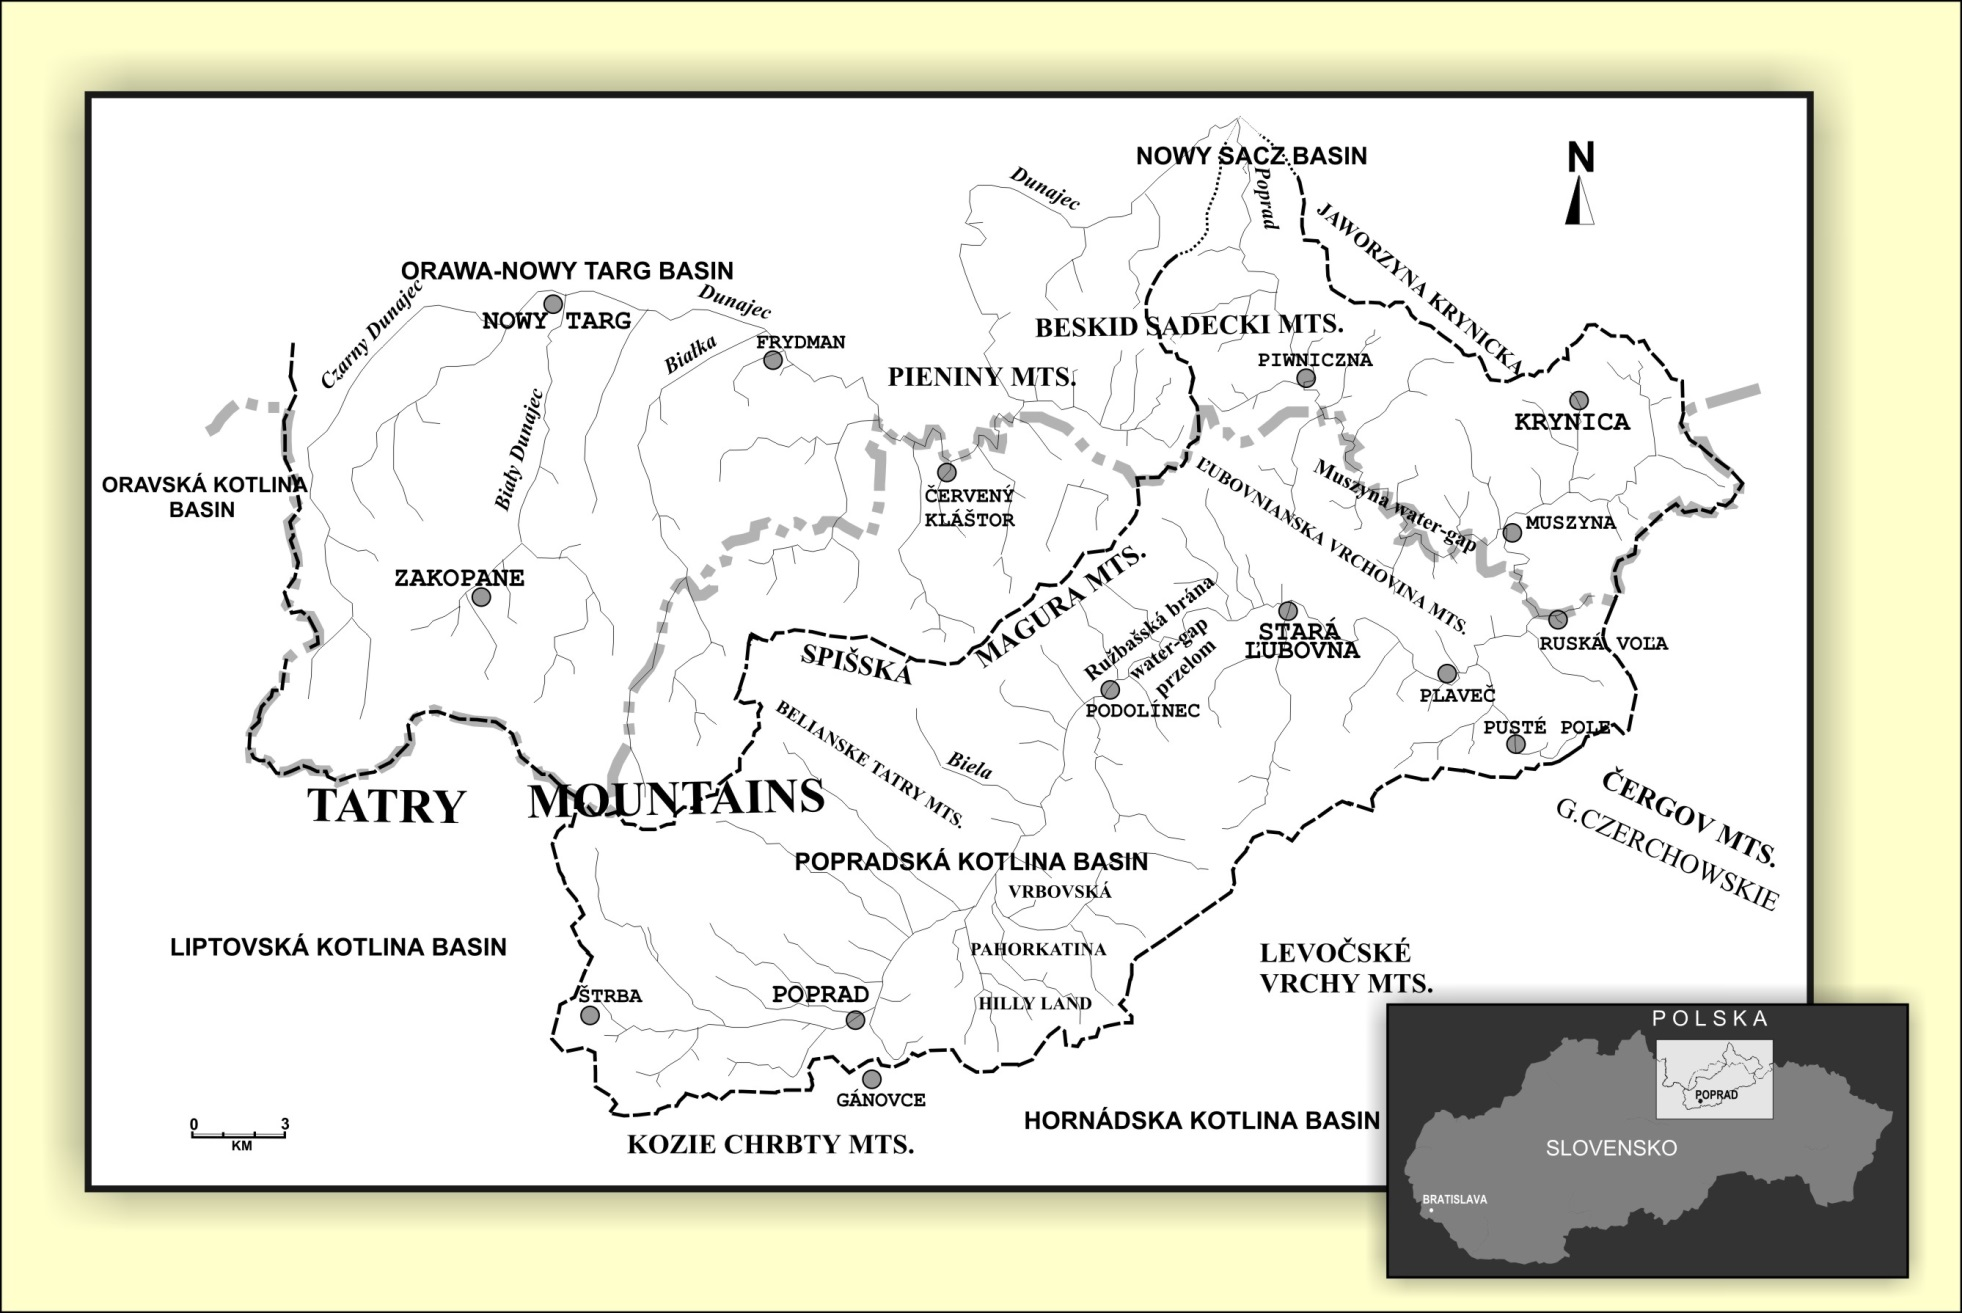 NOWY SACZ BASIN
N
Dunajec
Poprad
JAWORZYNA KRYNICKA
ORAWA-NOWY TARG BASIN
Czarny Dunajec
NOWY TARG
Dunajec
Białka
FRYDMAN
BESKID SADECKI MTS.
PIWNICZNA
PIENINY MTS.
KRYNICA
Biały Dunajec
ORAVSKÁ KOTLINA
BASIN
ČERVENÝ
KLÁŠTOR
ĽUBOVNIANSKA VRCHOVINA MTS.
Muszyna water-gap
MUSZYNA
ZAKOPANE
SPIŠSKÁ MAGURA MTS.
Ružbašská brána
water-gap
przelom
STARÁ
ĽUBOVNA
RUSKÁ VOĽA
PLAVEČ
PODOLÍNEC
PUSTÉ POLE
BELIANSKE TATRY MTS.
Biela
TATRY MOUNTAINS
ČERGOV MTS.
G.CZERCHOWSKIE
POPRADSKÁ KOTLINA BASIN
VRBOVSKÁ
PAHORKATINA
HILLY LAND
LIPTOVSKÁ KOTLINA BASIN
LEVOČSKÉ
VRCHY MTS.
ŠTRBA
POPRAD
GÁNOVCE
HORNÁDSKA KOTLINA BASIN
KOZIE CHRBTY MTS.
0 3
KM
POLSKA
POPRAD
SLOVENSKO
BRATISLAVA